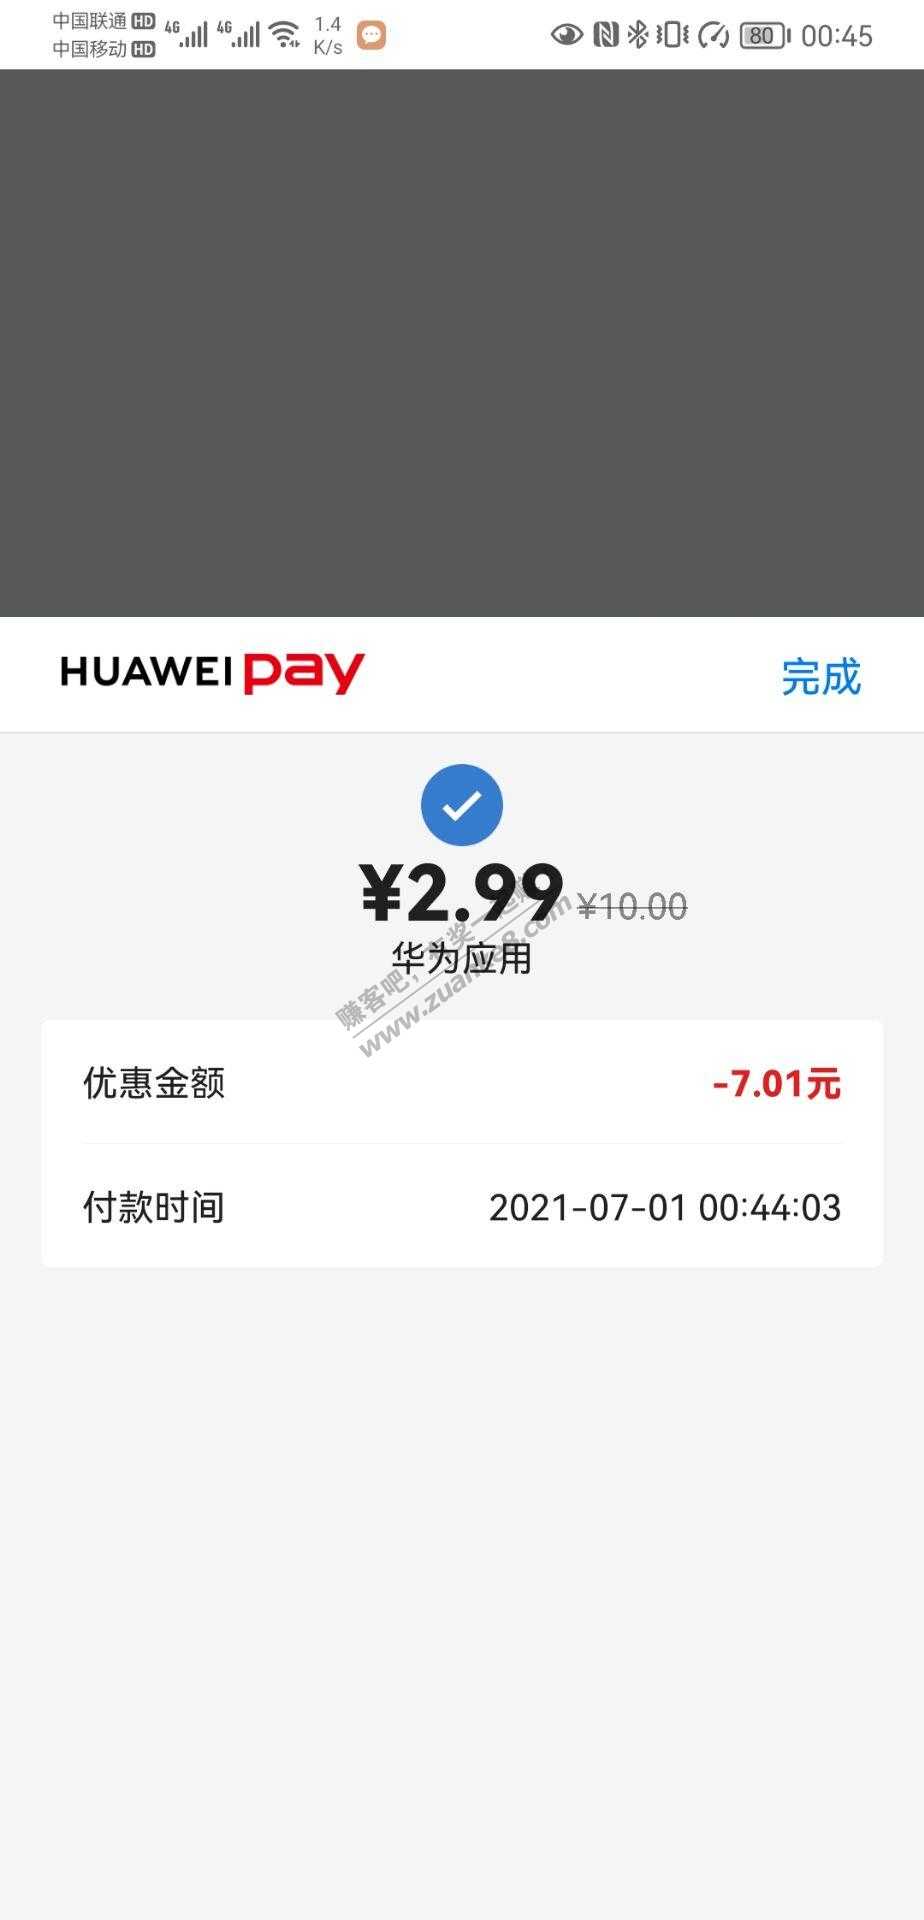 中国联通 HD 4G 4G 1.4 K/s 80 00:45
中国移动 HD
HUAWEI pay 完成
¥2.99 ¥10.00
华为应用
赚客吧，有奖一起赚
www.zuanke8.com
优惠金额 -7.01元
付款时间 2021-07-01 00:44:03